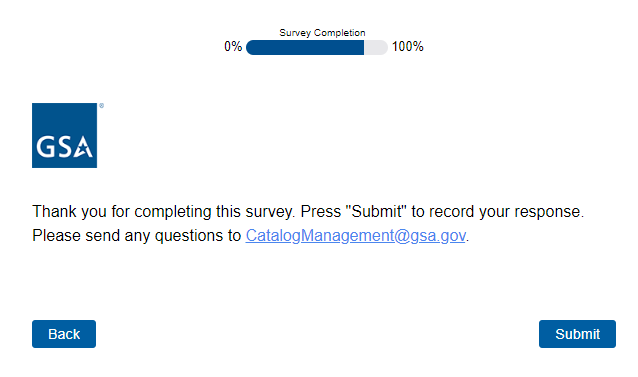 Survey Completion
0% 100%
GSA
®
Thank you for completing this survey. Press "Submit" to record your response.
Please send any questions to CatalogManagement@gsa.gov.
Back Submit